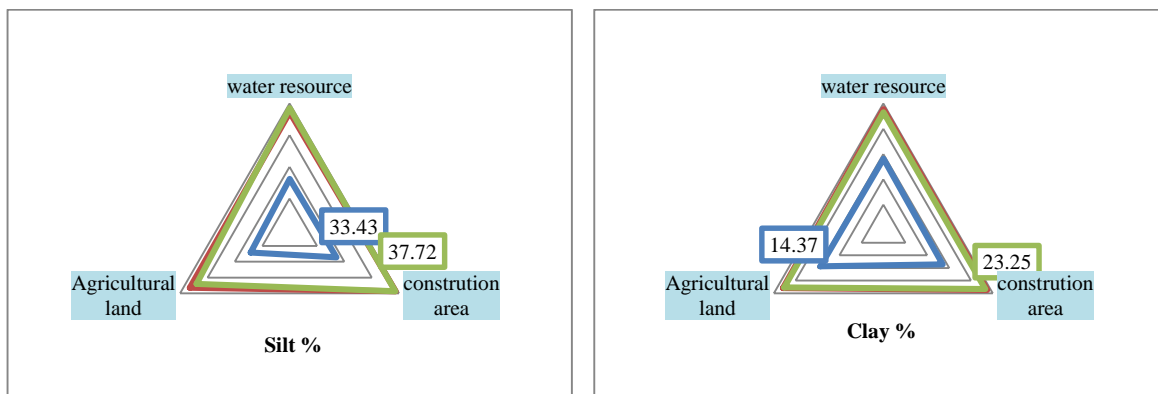 water resource
33.43
37.72
Agricultural
land
constrution
area
Silt %
water resource
14.37
23.25
Agricultural
land
constrution
area
Clay %